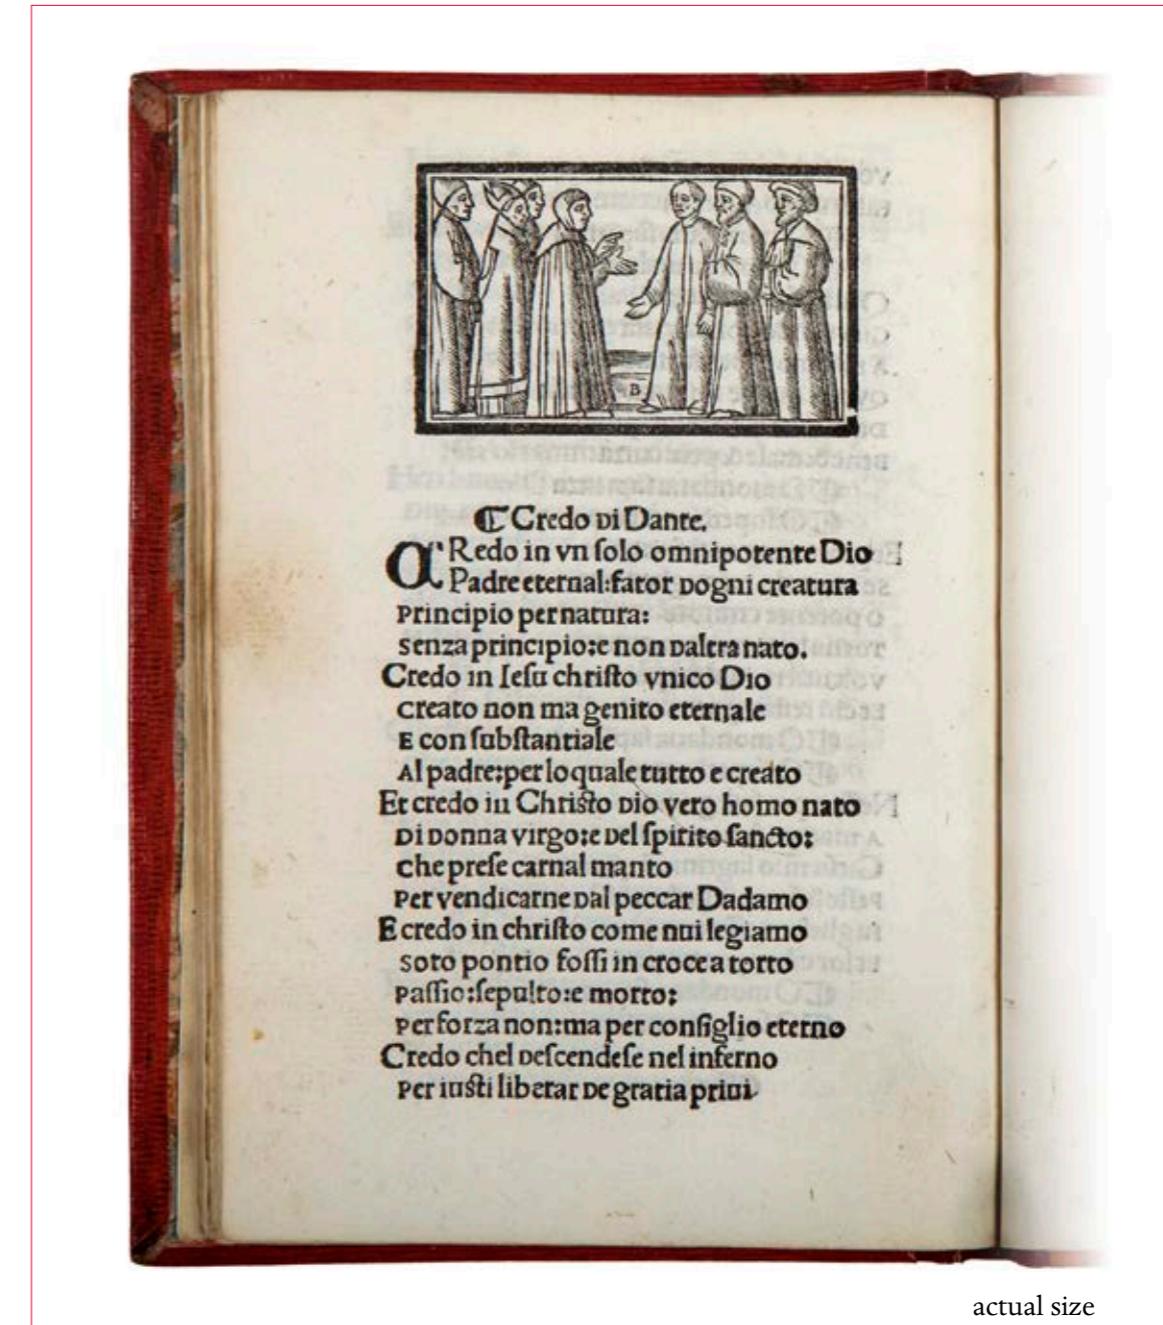 B
⁋ Credo di Dante.
CRedo in vn ſolo omnipotente Dio
Padre eternal:fator dogni creatura
Principio per natura:
senza principio:e non daltra nato.
Credo in Ieſu chriſto vnico Dio
creato non ma genito eternale
E con ſubſtantiale
Al padre:per lo quale tutto e creato
Et credo in Chriſto dio vero homo nato
Di donna virgo:e del ſpirito ſancto:
che preſe carnal manto
Per vendicarne dal peccar Dadamo
E credo in chriſto come nui legiamo
soto pontio foſſi in croce a torto
Paſſio:ſepulto:e morto:
Per forza non:ma per conſiglio eterno
Credo chel deſcendeſe nel inferno
Per iuſti liberar de gratia priui
actual size